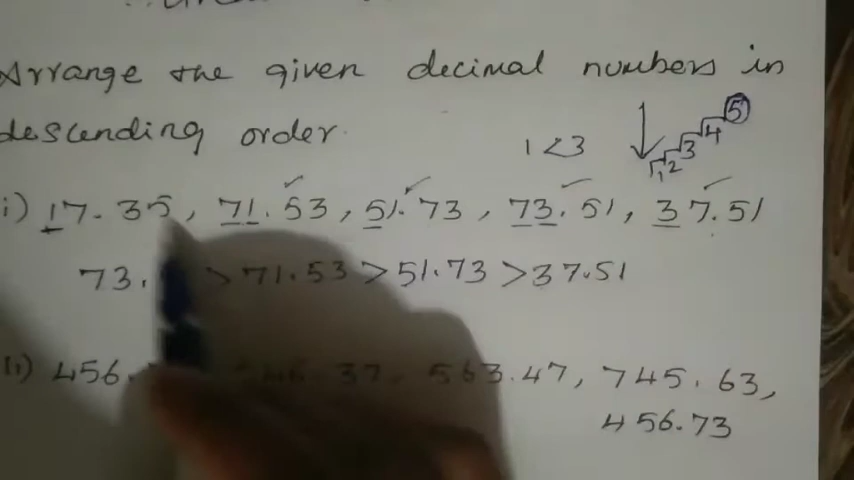 Arrange the given decimal numbers in
descending order.
1 < 3
1 2 3 4 5
i) 17.35, 71.53, 51.73, 73.51, 37.51
73. > 71.53 > 51.73 > 37.51
ii) 456. 37, 563.47, 745.63,
456.73